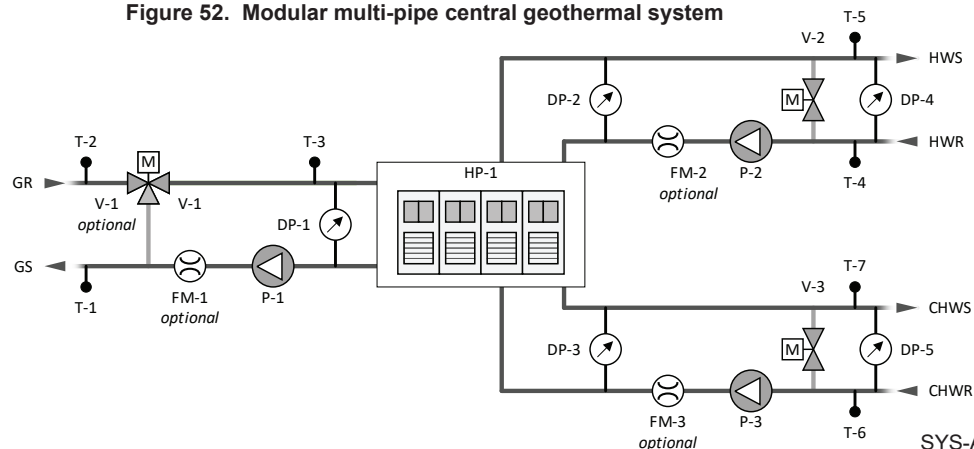 Figure 52. Modular multi-pipe central geothermal system
T-5
V-2
HWS
DP-2
M
DP-4
T-2
T-3
HWR
M
HP-1
FM-2
optional
P-2
T-4
GR
V-1
optional
V-1
DP-1
GS
T-7
V-3
T-1
FM-1
optional
P-1
CHWS
DP-3
M
DP-5
CHWR
FM-3
optional
P-3
T-6
SYS-A